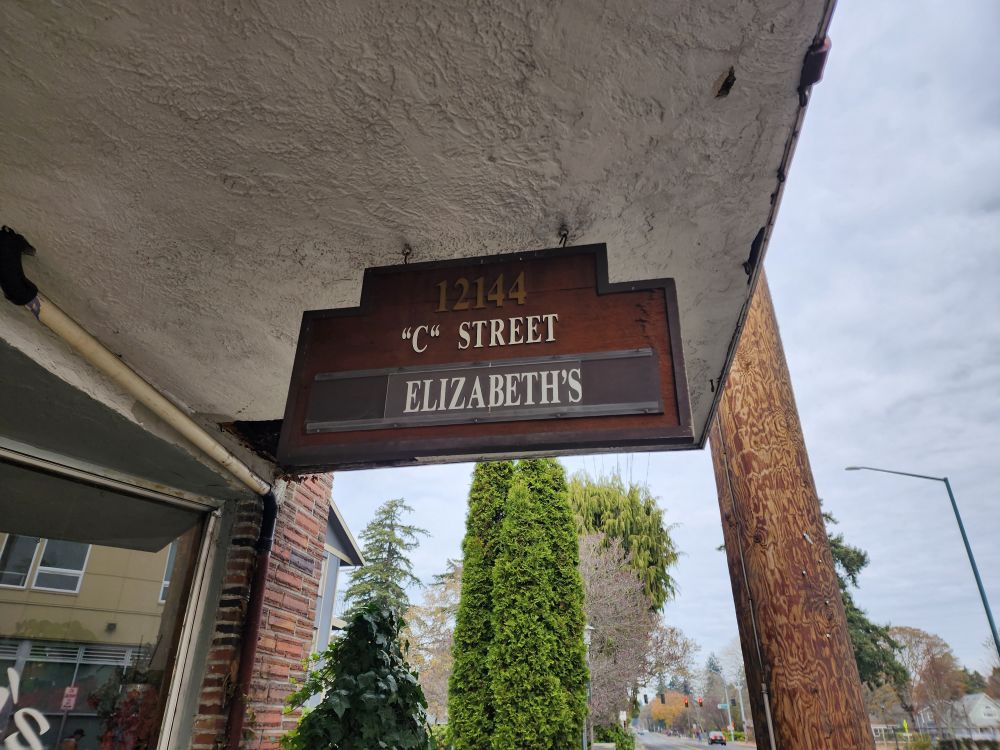 12144
“C“ STREET
ELIZABETH'S
's